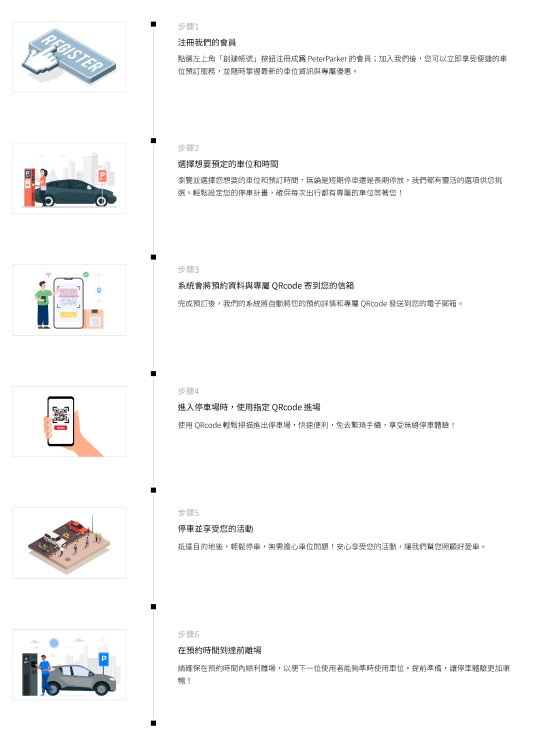 REGISTER
步驟1
注冊我們的會員
點選左上角「創建帳號」按鈕注冊成為 PeterParker 的會員；加入我們後，您可以立即享受便捷的車
位預訂服務，並隨時掌握最新的車位資訊與專屬優惠。
步驟2
選擇想要預定的車位和時間
瀏覽並選擇您想要的車位和預訂時間，無論是短期停車還是長期停放，我們都有靈活的選項供您挑
選。輕鬆設定您的停車計畫，確保每次出行都有專屬的車位等著您！
P
P
步驟3
系統會將預約資料與專屬 QRcode 寄到您的信箱
完成預訂後，我們的系統將自動將您的預約詳情和專屬 QRcode 發送到您的電子郵箱。
步驟4
進入停車場時，使用指定 QRcode 進場
使用 QRcode 輕鬆掃描進出停車場，快速便利，免去繁瑣手續，享受無縫停車體驗！
步驟5
停車並享受您的活動
抵達目的地後，輕鬆停車，無需擔心車位問題！安心享受您的活動，讓我們幫您照顧好愛車。
步驟6
在預約時間到達前離場
請確保在預約時間內順利離場，以便下一位使用者能夠準時使用車位。提前準備，讓停車體驗更加順
暢！
P